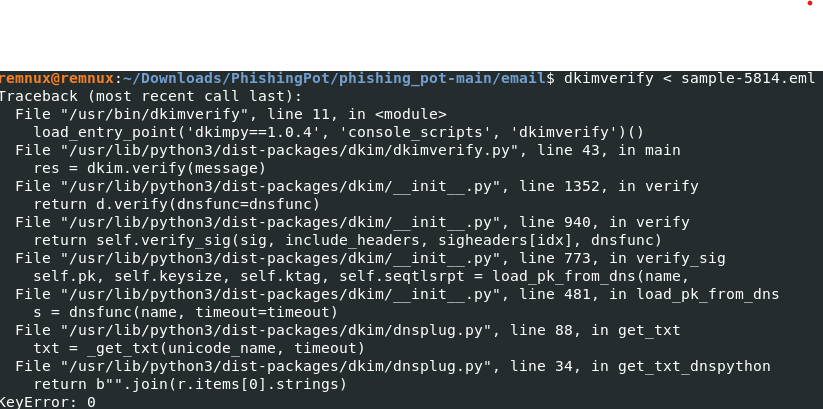 remnux@remnux:~/Downloads/PhishingPot/phishing_pot-main/email$ dkimverify < sample-5814.eml
Traceback (most recent call last):
  File "/usr/bin/dkimverify", line 11, in <module>
    load_entry_point('dkimpy==1.0.4', 'console_scripts', 'dkimverify')()
  File "/usr/lib/python3/dist-packages/dkim/dkimverify.py", line 43, in main
    res = dkim.verify(message)
  File "/usr/lib/python3/dist-packages/dkim/__init__.py", line 1352, in verify
    return d.verify(dnsfunc=dnsfunc)
  File "/usr/lib/python3/dist-packages/dkim/__init__.py", line 940, in verify
    return self.verify_sig(sig, include_headers, sigheaders[idx], dnsfunc)
  File "/usr/lib/python3/dist-packages/dkim/__init__.py", line 773, in verify_sig
    self.pk, self.keysize, self.ktag, self.seqtlsrpt = load_pk_from_dns(name,
  File "/usr/lib/python3/dist-packages/dkim/__init__.py", line 481, in load_pk_from_dns
    s = dnsfunc(name, timeout=timeout)
  File "/usr/lib/python3/dist-packages/dkim/dnsplug.py", line 88, in get_txt
    txt = _get_txt(unicode_name, timeout)
  File "/usr/lib/python3/dist-packages/dkim/dnsplug.py", line 34, in get_txt_dnspython
    return b"".join(r.items[0].strings)
KeyError: 0